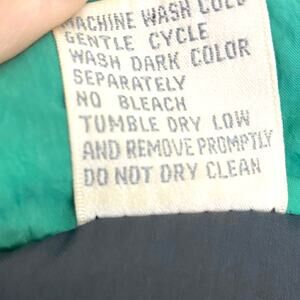 MACHINE WASH COLD
GENTLE CYCLE
WASH DARK COLOR
SEPARATELY
NO BLEACH
TUMBLE DRY LOW
AND REMOVE PROMPTLY
DO NOT DRY CLEAN